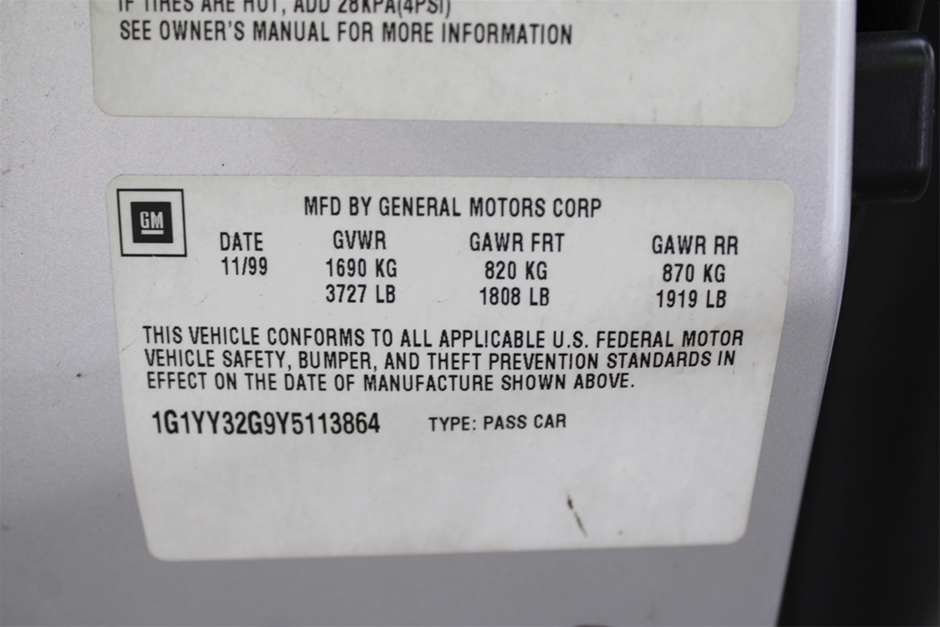 IF TIRES ARE HOT, ADD 28KPA(4PSI)
SEE OWNER'S MANUAL FOR MORE INFORMATION
GM
MFD BY GENERAL MOTORS CORP
DATE GVWR GAWR FRT GAWR RR
11/99 1690 KG 820 KG 870 KG
3727 LB 1808 LB 1919 LB
THIS VEHICLE CONFORMS TO ALL APPLICABLE U.S. FEDERAL MOTOR
VEHICLE SAFETY, BUMPER, AND THEFT PREVENTION STANDARDS IN
EFFECT ON THE DATE OF MANUFACTURE SHOWN ABOVE.
1G1YY32G9Y5113864 TYPE: PASS CAR